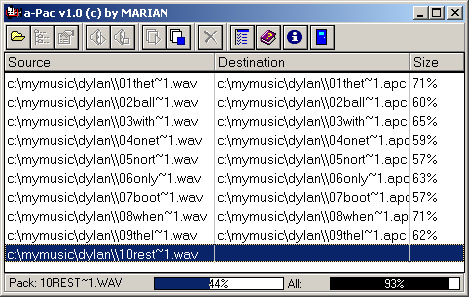 a-Pac v1.0 (c) by MARIAN
Source Destination Size
c:\mymusic\dylan\\01thet~1.wav c:\mymusic\dylan\\01thet~1.apc 71%
c:\mymusic\dylan\\02ball~1.wav c:\mymusic\dylan\\02ball~1.apc 60%
c:\mymusic\dylan\\03with~1.wav c:\mymusic\dylan\\03with~1.apc 65%
c:\mymusic\dylan\\04onet~1.wav c:\mymusic\dylan\\04onet~1.apc 59%
c:\mymusic\dylan\\05nort~1.wav c:\mymusic\dylan\\05nort~1.apc 57%
c:\mymusic\dylan\\06only~1.wav c:\mymusic\dylan\\06only~1.apc 63%
c:\mymusic\dylan\\07boot~1.wav c:\mymusic\dylan\\07boot~1.apc 57%
c:\mymusic\dylan\\08when~1.wav c:\mymusic\dylan\\08when~1.apc 71%
c:\mymusic\dylan\\09thel~1.wav c:\mymusic\dylan\\09thel~1.apc 62%
c:\mymusic\dylan\\10rest~1.wav
Pack: 10REST~1.WAV 44% All: 93%